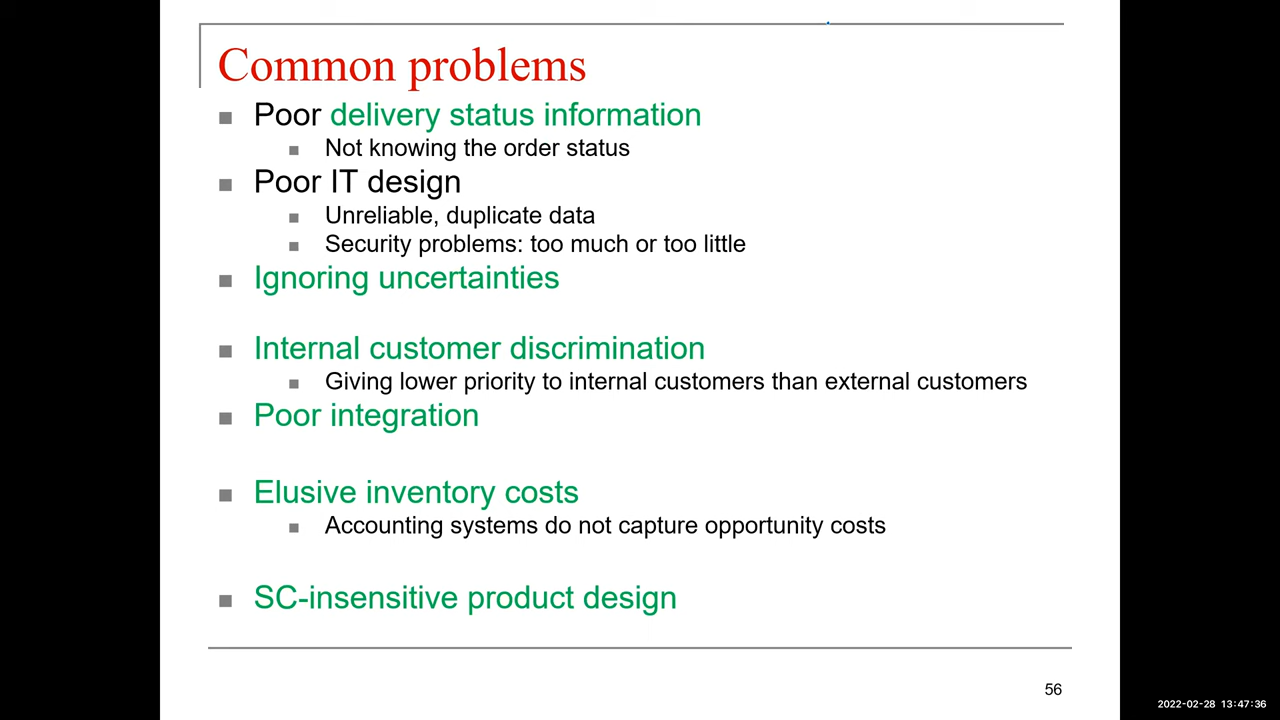 Common problems
Poor delivery status information
Not knowing the order status
Poor IT design
Unreliable, duplicate data
Security problems: too much or too little
Ignoring uncertainties
Internal customer discrimination
Giving lower priority to internal customers than external customers
Poor integration
Elusive inventory costs
Accounting systems do not capture opportunity costs
SC-insensitive product design
56
2022-02-28 13:47:36